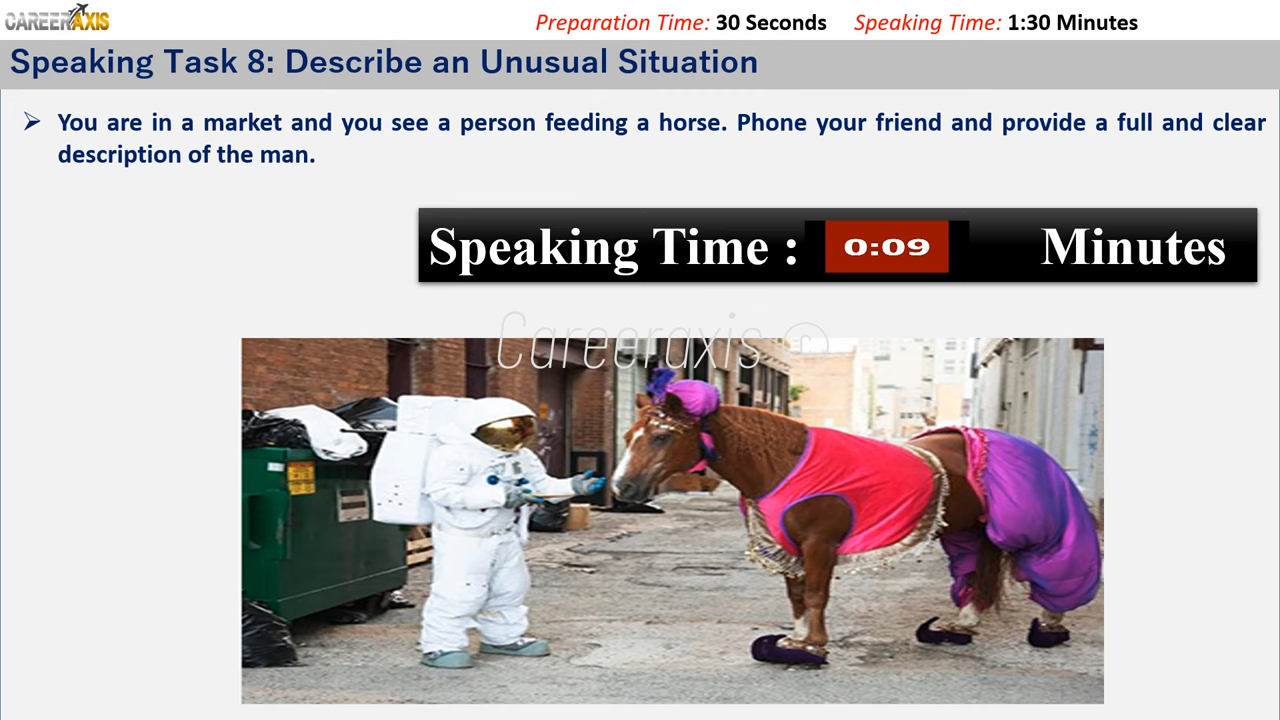 CAREERAXIS
Preparation Time: 30 Seconds Speaking Time: 1:30 Minutes
Speaking Task 8: Describe an Unusual Situation
You are in a market and you see a person feeding a horse. Phone your friend and provide a full and clear
description of the man.
Speaking Time : 0:09 Minutes
Careeraxis ©